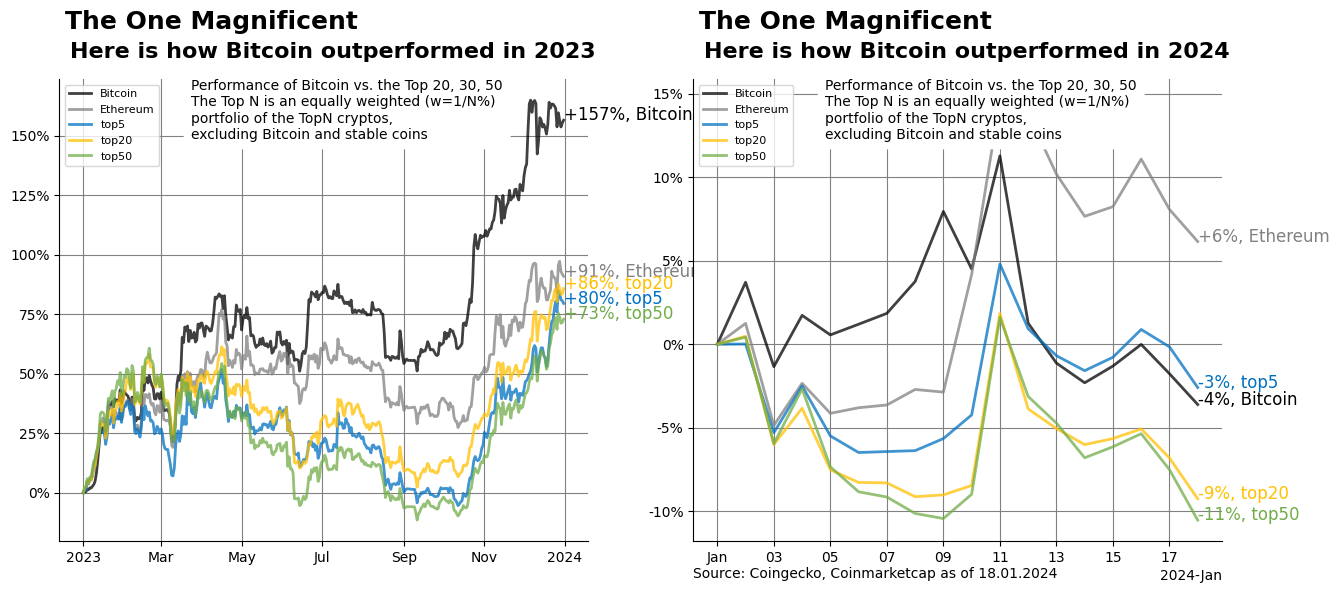 The One Magnificent
Here is how Bitcoin outperformed in 2023
Bitcoin
Ethereum
top5
top20
top50
Performance of Bitcoin vs. the Top 20, 30, 50
The Top N is an equally weighted (w=1/N%)
portfolio of the TopN cryptos,
excluding Bitcoin and stable coins
150%
125%
100%
75%
50%
25%
0%
+157%, Bitcoin
+91%, Ethereum
+86%, top20
+80%, top5
+73%, top50
2023
Mar
May
Jul
Sep
Nov
2024
The One Magnificent
Here is how Bitcoin outperformed in 2024
Bitcoin
Ethereum
top5
top20
top50
Performance of Bitcoin vs. the Top 20, 30, 50
The Top N is an equally weighted (w=1/N%)
portfolio of the TopN cryptos,
excluding Bitcoin and stable coins
15%
10%
5%
0%
-5%
-10%
+6%, Ethereum
-3%, top5
-4%, Bitcoin
-9%, top20
-11%, top50
Jan
03
05
07
09
11
13
15
17
2024-Jan
Source: Coingecko, Coinmarketcap as of 18.01.2024